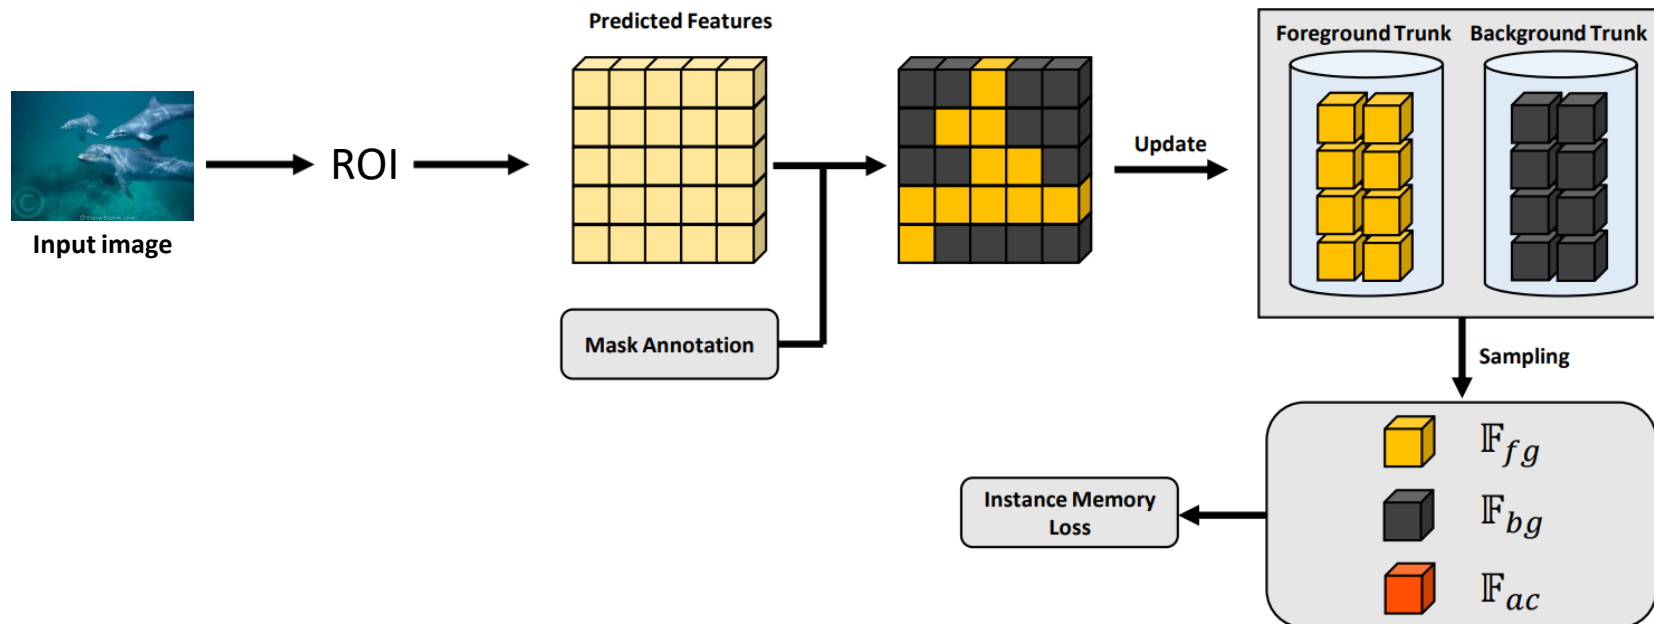 Predicted Features
Foreground Trunk
Background Trunk
ROI
Update
Input image
Mask Annotation
Sampling
𝔽fg
Instance Memory
Loss
𝔽bg
𝔽ac